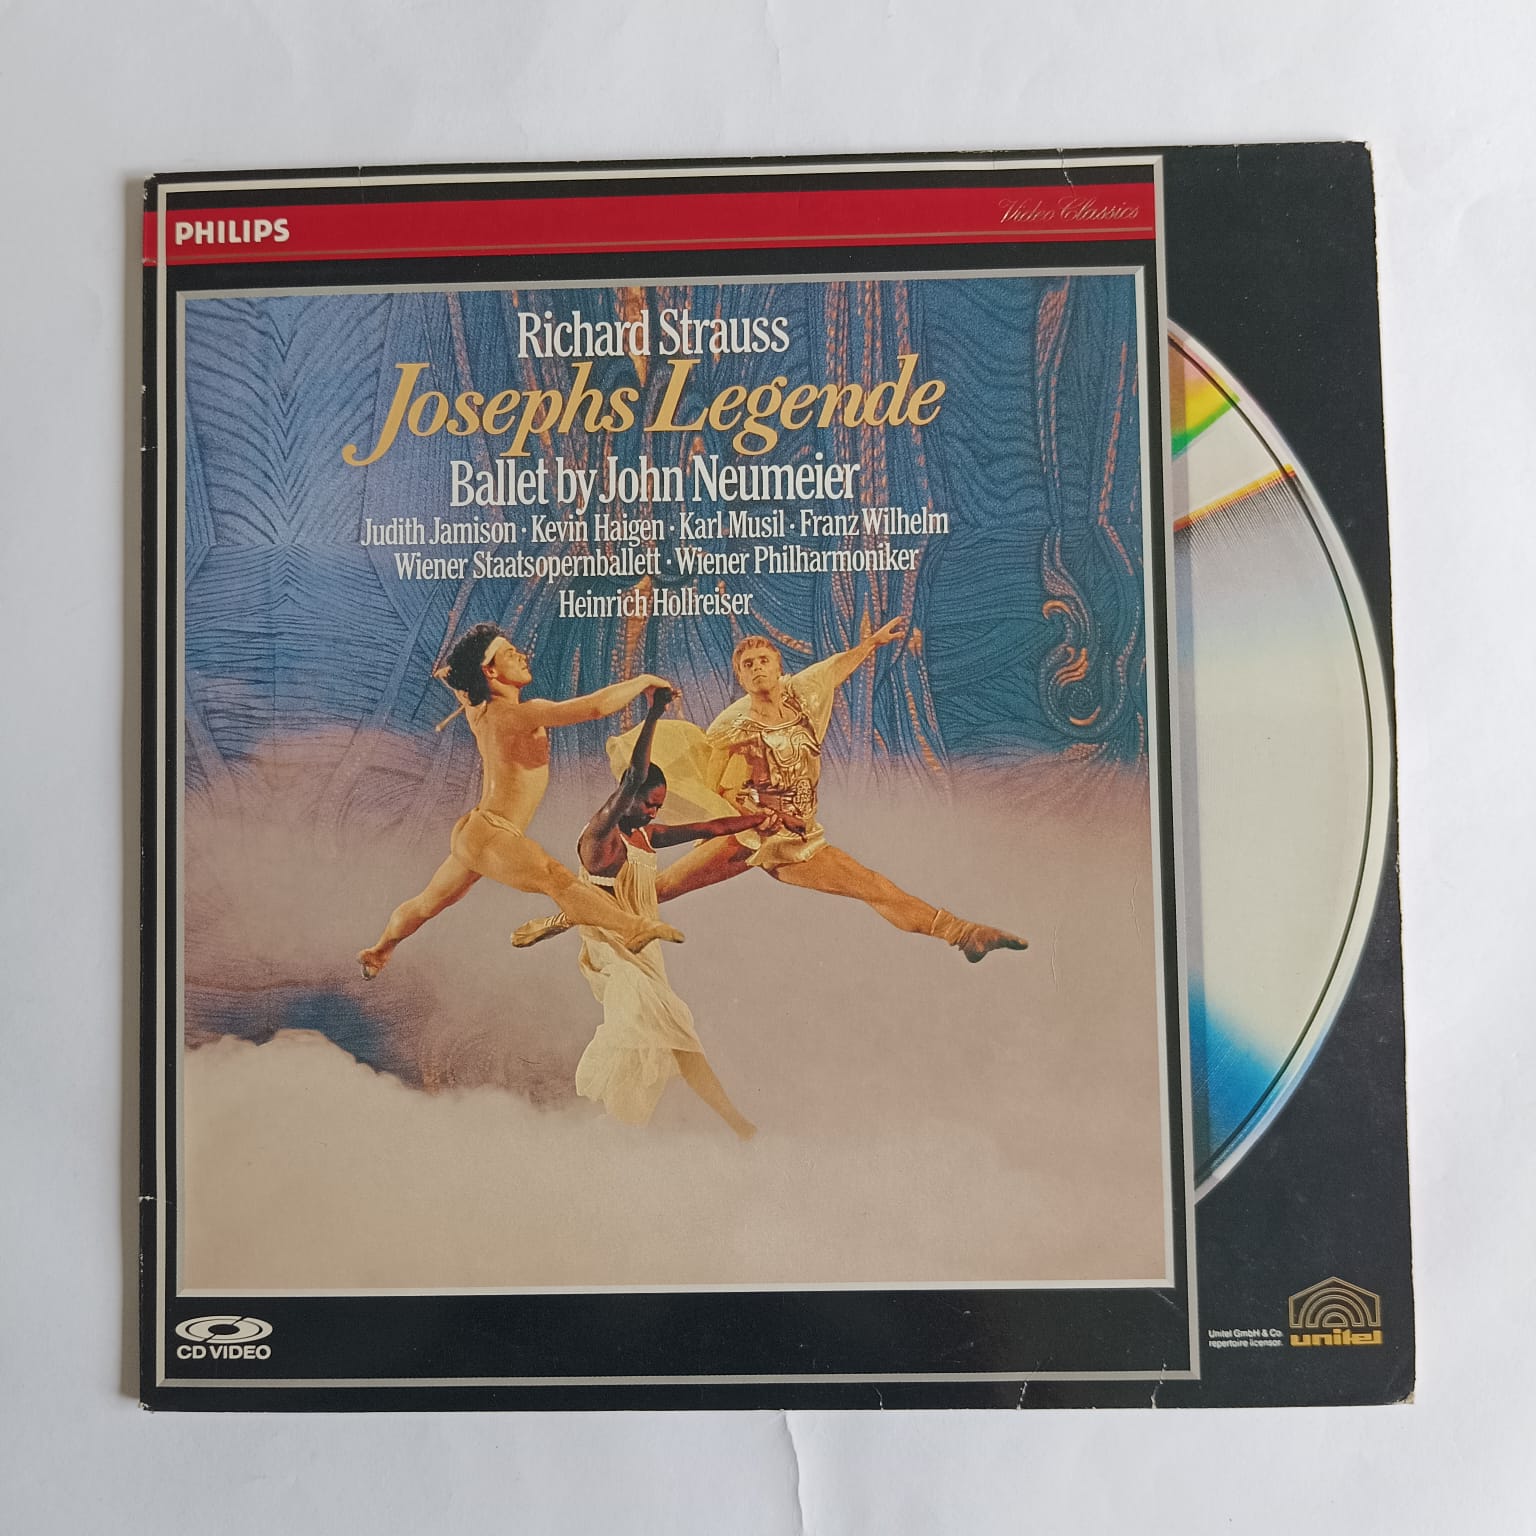 PHILIPS
Video Classics
Richard Strauss
Josephs Legende
Ballet by John Neumeier
Judith Jamison · Kevin Haigen · Karl Musil · Franz Wilhelm
Wiener Staatsopernballett · Wiener Philharmoniker
Heinrich Hollreiser
CD VIDEO
Unitel GmbH & Co.
repertoire licensor.
unitel